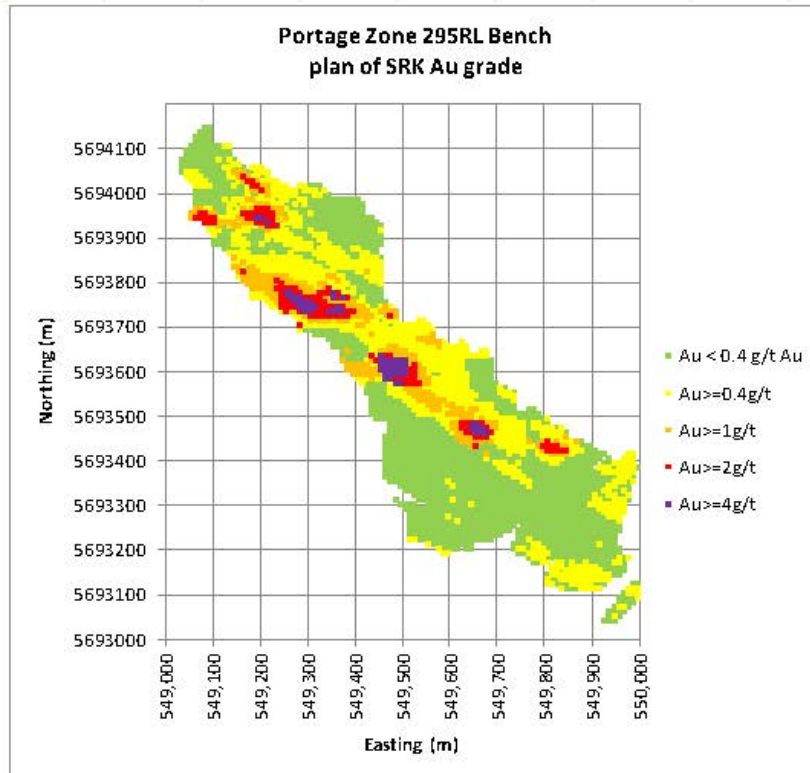 Portage Zone 295RL Bench
plan of SRK Au grade
5694100
5694000
5693900
5693800
5693700
5693600
5693500
5693400
5693300
5693200
5693100
5693000
Northing (m)
549,000
549,100
549,200
549,300
549,400
549,500
549,600
549,700
549,800
549,900
550,000
Easting (m)
Au < 0.4 g/t Au
Au>=0.4g/t
Au>=1g/t
Au>=2g/t
Au>=4g/t